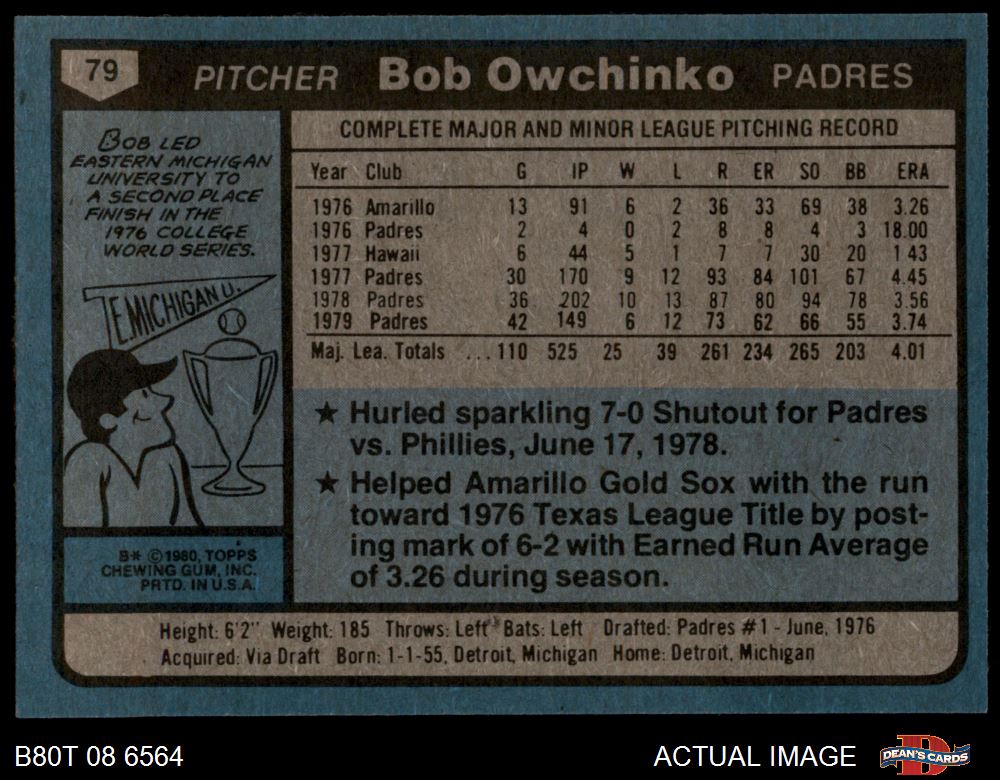 79 PITCHER Bob Owchinko PADRES
BOB LED
EASTERN MICHIGAN
UNIVERSITY TO
A SECOND PLACE
FINISH IN THE
1976 COLLEGE
WORLD SERIES.
E. MICHIGAN U.
B* ©1980, TOPPS
CHEWING GUM, INC.
PRTD. IN U.S.A.
COMPLETE MAJOR AND MINOR LEAGUE PITCHING RECORD
Year Club G IP W L R ER SO BB ERA
1976 Amarillo 13 91 6 2 36 33 69 38 3.26
1976 Padres 2 4 0 2 8 8 4 3 18.00
1977 Hawaii 6 44 5 1 7 7 30 20 1 43
1977 Padres 30 170 9 12 93 84 101 67 4.45
1978 Padres 36 202 10 13 87 80 94 78 3.56
1979 Padres 42 149 6 12 73 62 66 55 3.74
Maj. Lea. Totals ...110 525 25 39 261 234 265 203 4.01
★ Hurled sparkling 7-0 Shutout for Padres
vs. Phillies, June 17, 1978.
★ Helped Amarillo Gold Sox with the run
toward 1976 Texas League Title by post-
ing mark of 6-2 with Earned Run Average
of 3.26 during season.
Height: 6'2" Weight: 185 Throws: Left Bats: Left Drafted: Padres #1 - June, 1976
Acquired: Via Draft Born: 1-1-55, Detroit, Michigan Home: Detroit, Michigan
B80T 08 6564 ACTUAL IMAGE DEAN'S CARDS